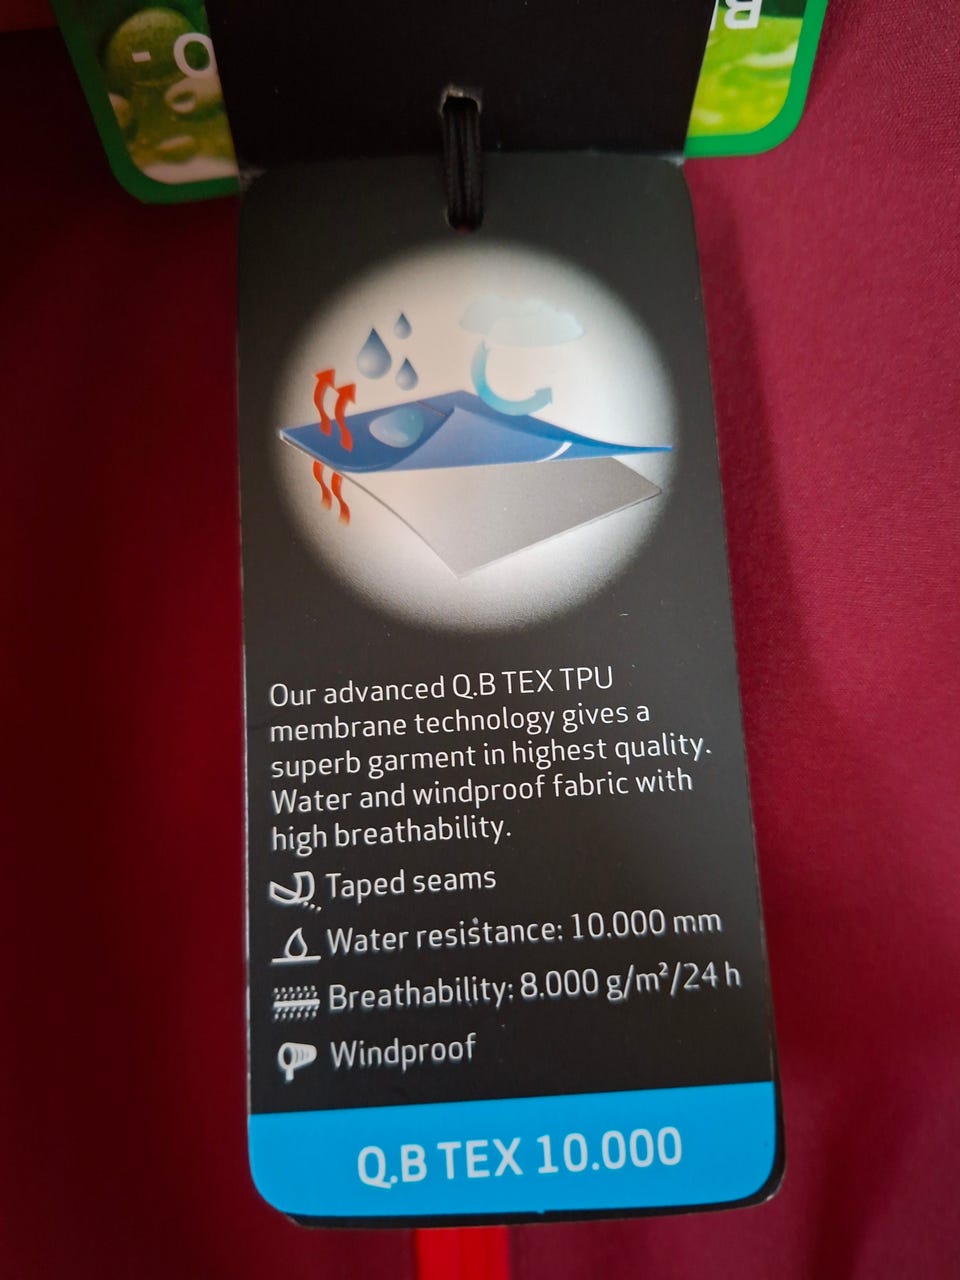 Our advanced Q.B TEX TPU
membrane technology gives a
superb garment in highest quality.
Water and windproof fabric with
high breathability.
Taped seams
Water resistance: 10.000 mm
Breathability: 8.000 g/m²/24 h
Windproof
Q.B TEX 10.000